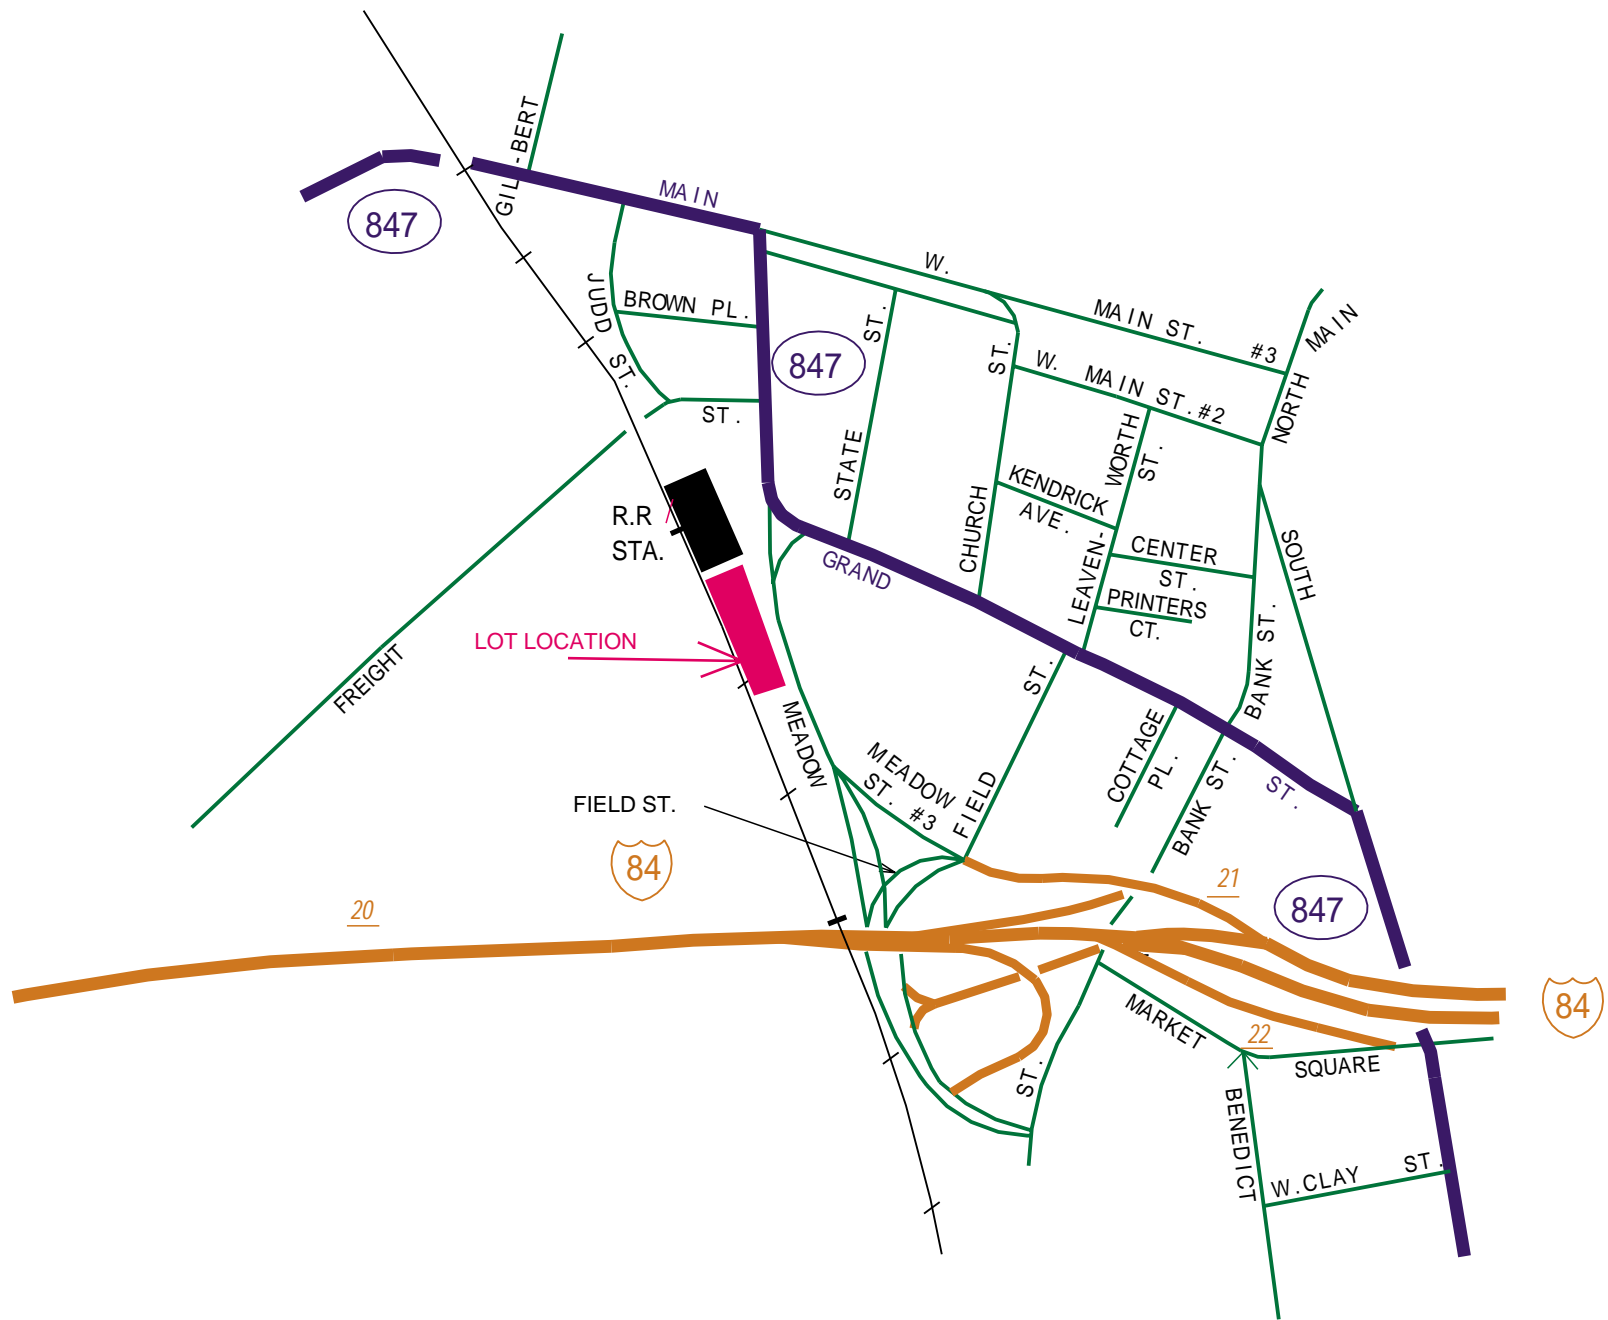 GIL-BERT
MAIN
847
W.
MAIN ST. #3
NORTH MAIN
JUDD ST.
BROWN PL.
847
STATE ST.
CHURCH ST.
W. MAIN ST. #2
ST.
LEAVEN-WORTH ST.
KENDRICK
AVE.
CENTER
ST.
PRINTERS
CT.
SOUTH
R.R
STA.
GRAND ST.
LOT LOCATION
FREIGHT
MEADOW
MEADOW
ST. #3
FIELD ST.
COTTAGE
PL.
BANK ST.
BANK ST.
FIELD ST.
84
20
21
847
84
MARKET
22
SQUARE
ST.
BENEDICT
W.CLAY ST.